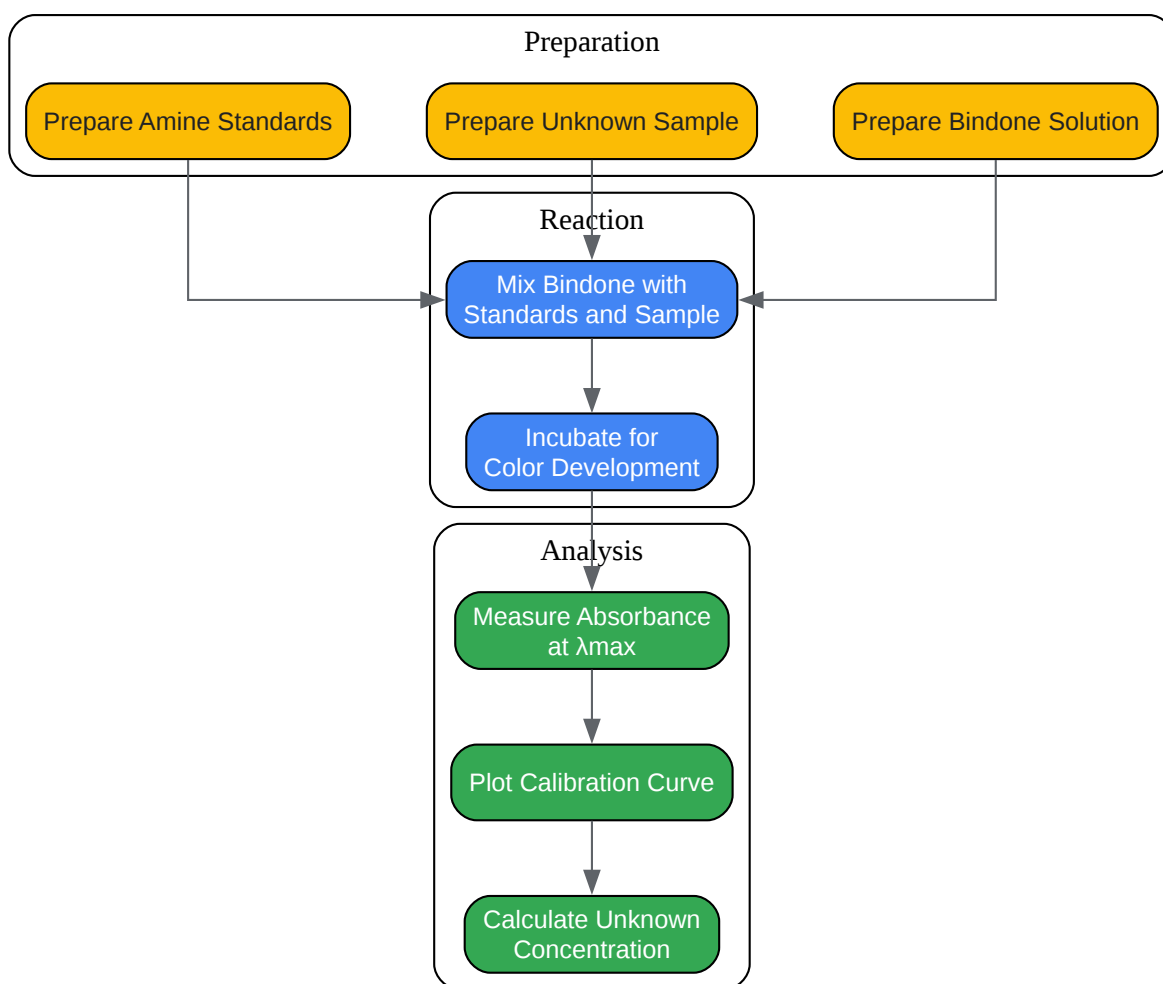 Preparation
Prepare Amine Standards
Prepare Unknown Sample
Prepare Bindone Solution
Reaction
Mix Bindone with
Standards and Sample
Incubate for
Color Development
Analysis
Measure Absorbance
at λmax
Plot Calibration Curve
Calculate Unknown
Concentration